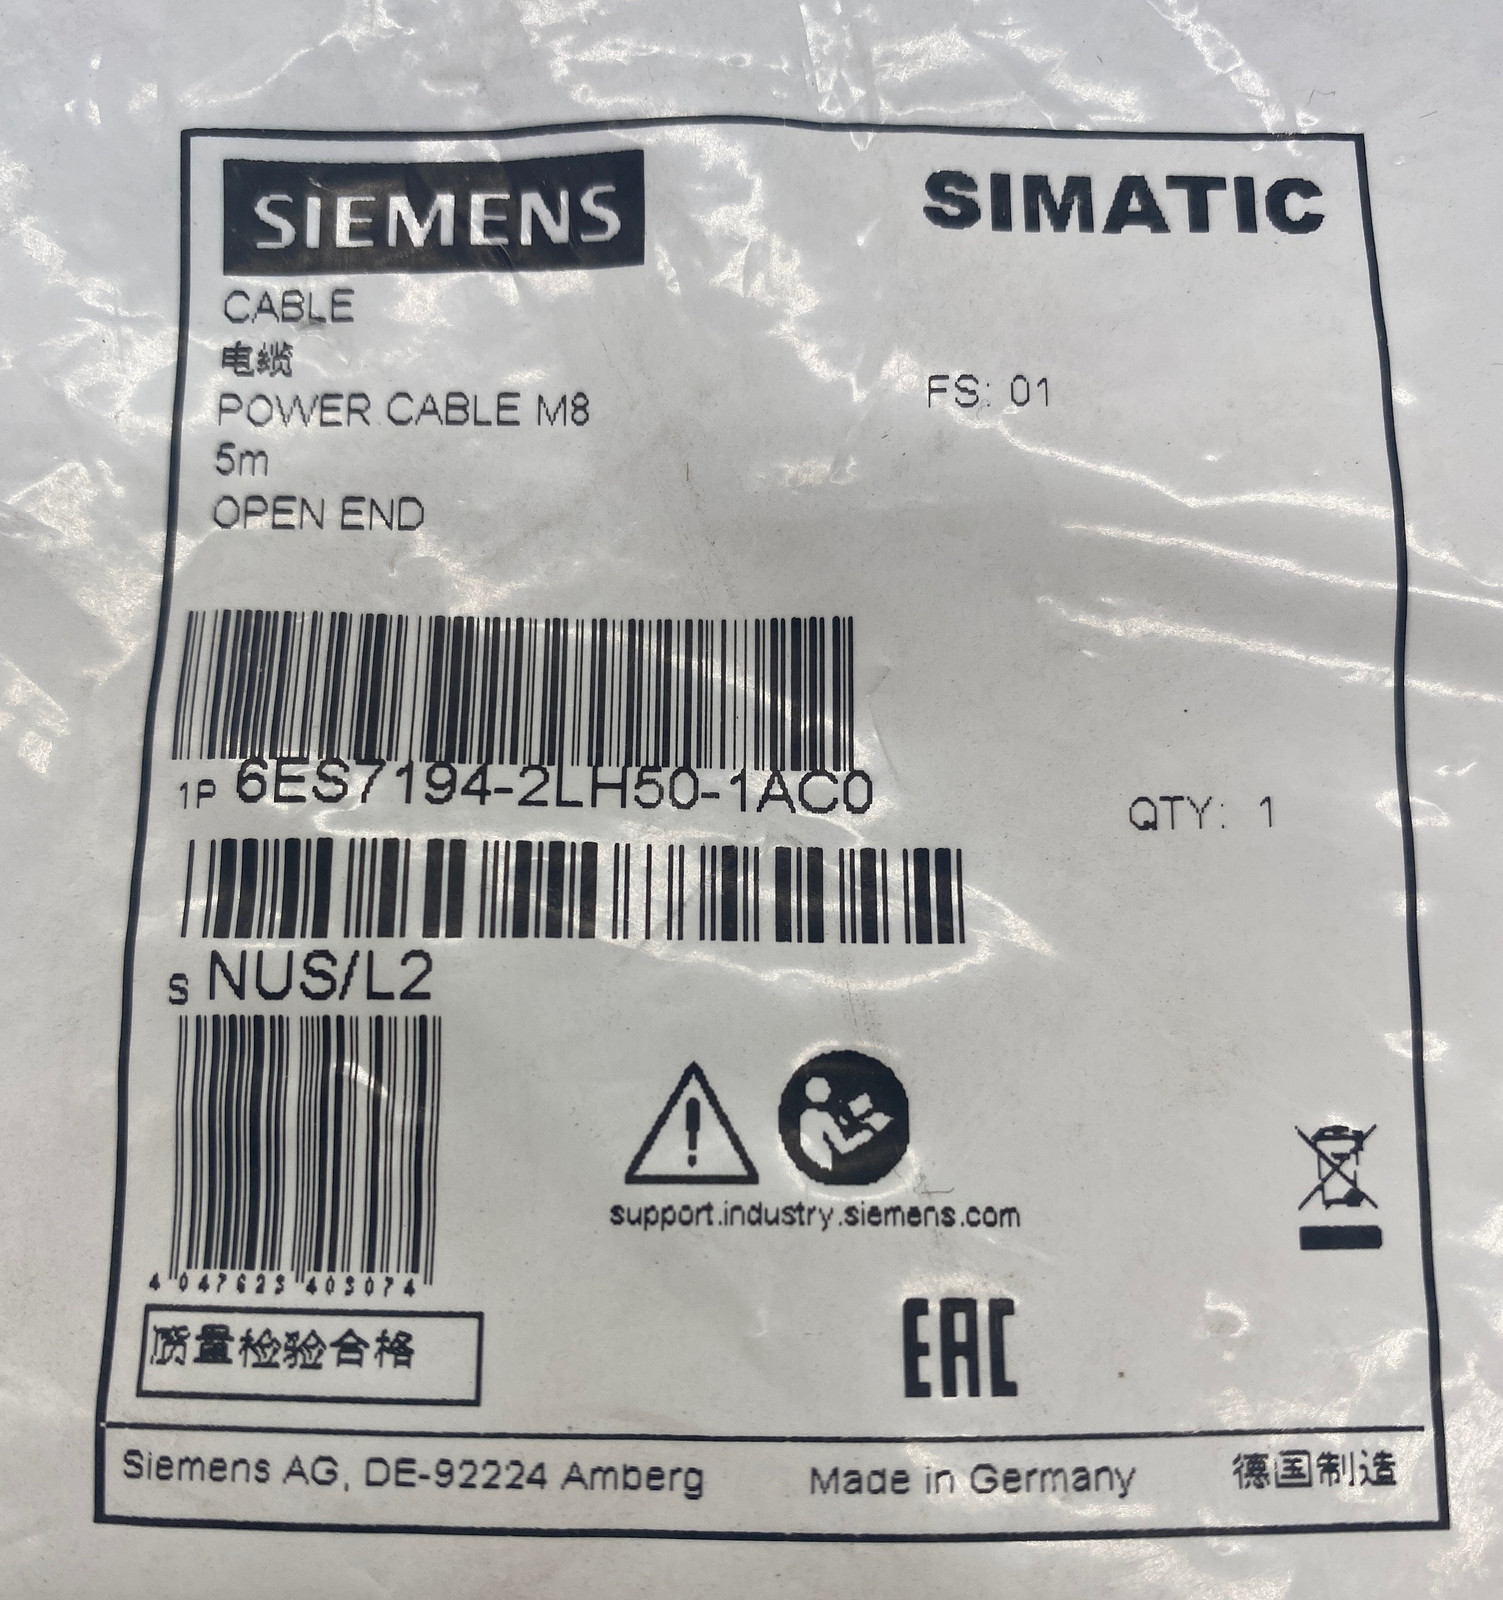 SIEMENS
SIMATIC
CABLE
电缆
POWER CABLE M8
5m
OPEN END
FS: 01
1P 6ES7194-2LH50-1AC0
QTY: 1
S NUS/L2
support.industry.siemens.com
4 047623 403074
质量检验合格
EAC
Siemens AG, DE-92224 Amberg
Made in Germany
德国制造